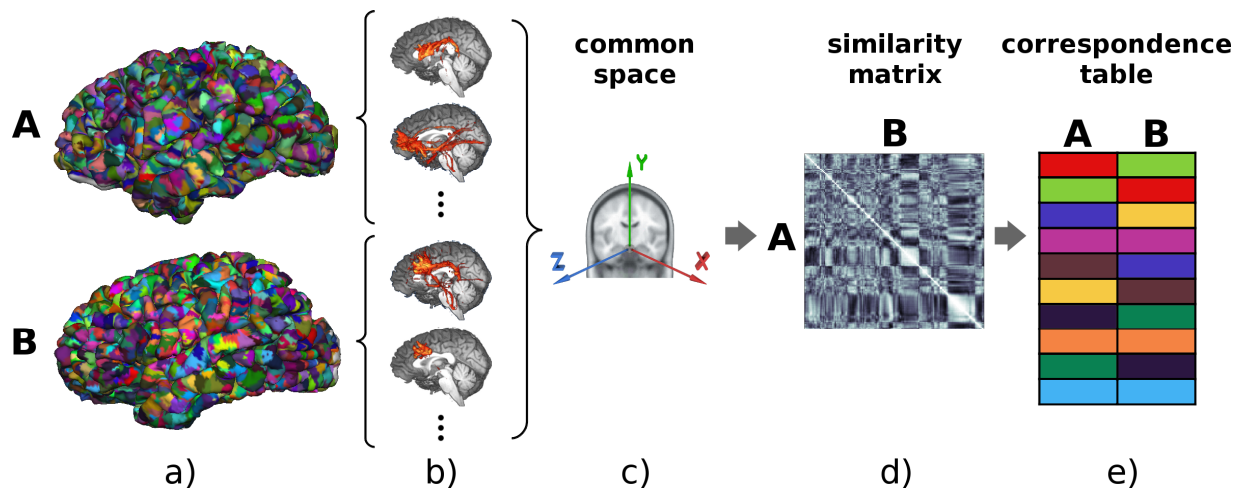 common
space
similarity
matrix
correspondence
table
A
B
B
A
A
B
Y
Z
X
a)
b)
c)
d)
e)